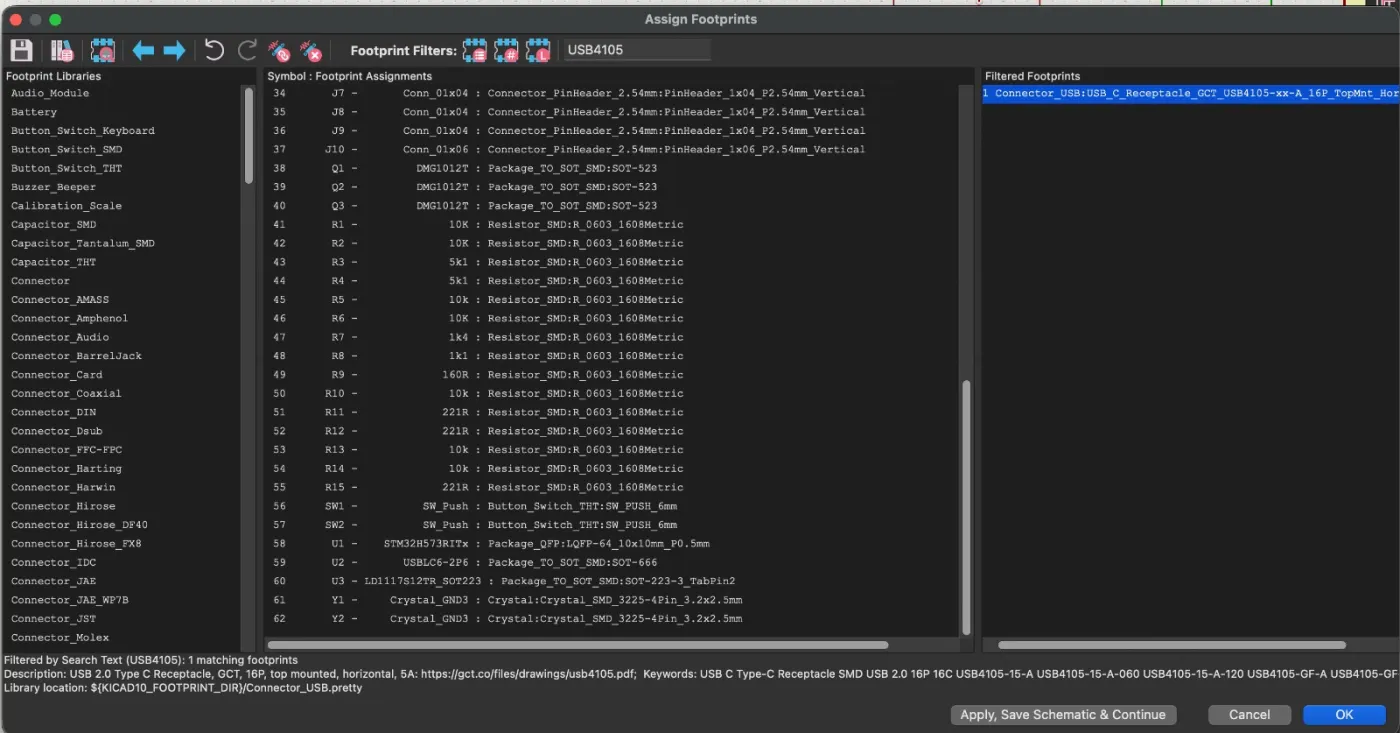 Assign Footprints
Footprint Filters: USB4105
Footprint Libraries
Audio_Module
Battery
Button_Switch_Keyboard
Button_Switch_SMD
Button_Switch_THT
Buzzer_Beeper
Calibration_Scale
Capacitor_SMD
Capacitor_Tantalum_SMD
Capacitor_THT
Connector
Connector_AMASS
Connector_Amphenol
Connector_Audio
Connector_BarrelJack
Connector_Card
Connector_Coaxial
Connector_DIN
Connector_Dsub
Connector_FFC-FPC
Connector_Harting
Connector_Harwin
Connector_Hirose
Connector_Hirose_DF40
Connector_Hirose_FX8
Connector_IDC
Connector_JAE
Connector_JAE_WP7B
Connector_JST
Connector_Molex
Symbol : Footprint Assignments
34 J7 - Conn_01x04 : Connector_PinHeader_2.54mm:PinHeader_1x04_P2.54mm_Vertical
35 J8 - Conn_01x04 : Connector_PinHeader_2.54mm:PinHeader_1x04_P2.54mm_Vertical
36 J9 - Conn_01x04 : Connector_PinHeader_2.54mm:PinHeader_1x04_P2.54mm_Vertical
37 J10 - Conn_01x06 : Connector_PinHeader_2.54mm:PinHeader_1x06_P2.54mm_Vertical
38 Q1 - DMG1012T : Package_TO_SOT_SMD:SOT-523
39 Q2 - DMG1012T : Package_TO_SOT_SMD:SOT-523
40 Q3 - DMG1012T : Package_TO_SOT_SMD:SOT-523
41 R1 - 10K : Resistor_SMD:R_0603_1608Metric
42 R2 - 10K : Resistor_SMD:R_0603_1608Metric
43 R3 - 5k1 : Resistor_SMD:R_0603_1608Metric
44 R4 - 5k1 : Resistor_SMD:R_0603_1608Metric
45 R5 - 10k : Resistor_SMD:R_0603_1608Metric
46 R6 - 10K : Resistor_SMD:R_0603_1608Metric
47 R7 - 1k4 : Resistor_SMD:R_0603_1608Metric
48 R8 - 1k1 : Resistor_SMD:R_0603_1608Metric
49 R9 - 160R : Resistor_SMD:R_0603_1608Metric
50 R10 - 10k : Resistor_SMD:R_0603_1608Metric
51 R11 - 221R : Resistor_SMD:R_0603_1608Metric
52 R12 - 221R : Resistor_SMD:R_0603_1608Metric
53 R13 - 10k : Resistor_SMD:R_0603_1608Metric
54 R14 - 10k : Resistor_SMD:R_0603_1608Metric
55 R15 - 221R : Resistor_SMD:R_0603_1608Metric
56 SW1 - SW_Push : Button_Switch_THT:SW_PUSH_6mm
57 SW2 - SW_Push : Button_Switch_THT:SW_PUSH_6mm
58 U1 - STM32H573RITx : Package_QFP:LQFP-64_10x10mm_P0.5mm
59 U2 - USBLC6-2P6 : Package_TO_SOT_SMD:SOT-666
60 U3 - LD1117S12TR_SOT223 : Package_TO_SOT_SMD:SOT-223-3_TabPin2
61 Y1 - Crystal_GND3 : Crystal:Crystal_SMD_3225-4Pin_3.2x2.5mm
62 Y2 - Crystal_GND3 : Crystal:Crystal_SMD_3225-4Pin_3.2x2.5mm
Filtered Footprints
1 Connector_USB:USB_C_Receptacle_GCT_USB4105-xx-A_16P_TopMnt_Hor
Filtered by Search Text (USB4105): 1 matching footprints
Description: USB 2.0 Type C Receptacle, GCT, 16P, top mounted, horizontal, 5A: https://gct.co/files/drawings/usb4105.pdf; Keywords: USB C Type-C Receptacle SMD USB 2.0 16P 16C USB4105-15-A USB4105-15-A-060 USB4105-15-A-120 USB4105-GF-A USB4105-GF
Library location: ${KICAD10_FOOTPRINT_DIR}/Connector_USB.pretty
Apply, Save Schematic & Continue
Cancel
OK